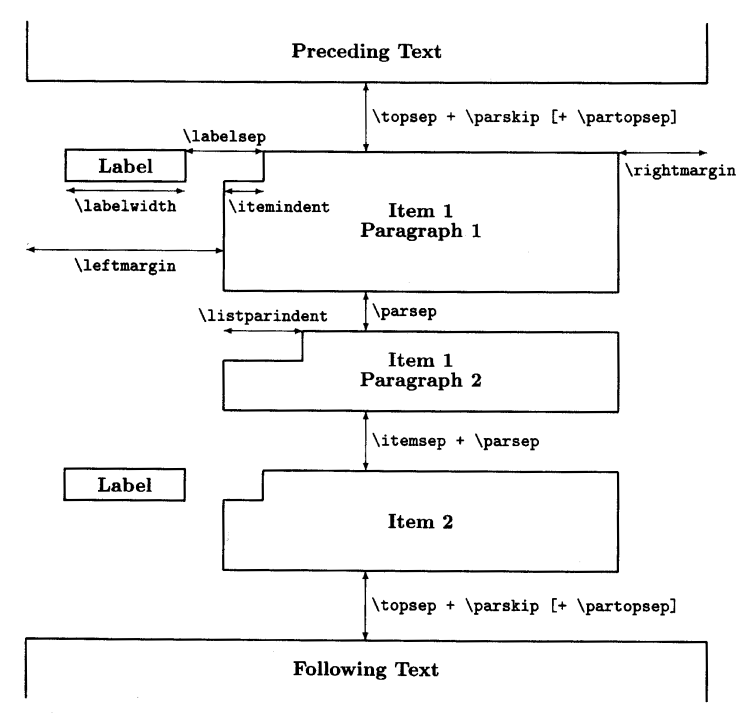 Preceding Text
\topsep + \parskip [+ \partopsep]
\labelsep
Label
\rightmargin
\labelwidth
\itemindent
Item 1
Paragraph 1
\leftmargin
\parsep
\listparindent
Item 1
Paragraph 2
\itemsep + \parsep
Label
Item 2
\topsep + \parskip [+ \partopsep]
Following Text